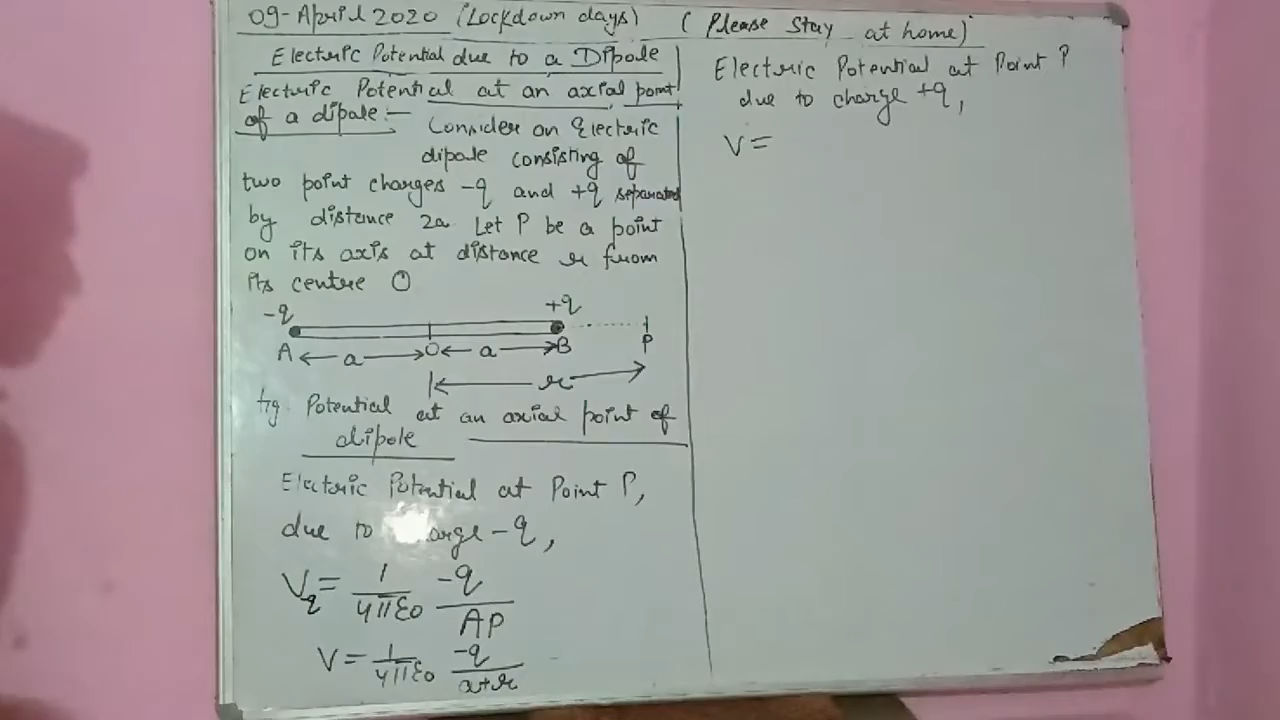 09-April 2020 (Lockdown days) (Please Stay at home)
Electric Potential due to a Dipole
Electric Potential at an axial point
of a dipole:- Consider an Electric
dipole consisting of
two point charges -q and +q separated
by distance 2a Let P be a point
on its axis at distance r from
its centre O
-q +q
A a O a B P
r
fig Potential at an axial point of
dipole
Electric Potential at Point P,
due to charge -q,
Vq = 1/4πε0 -q/AP
V = 1/4πε0 -q/a+r
Electric Potential at Point P
due to charge +q,
V=